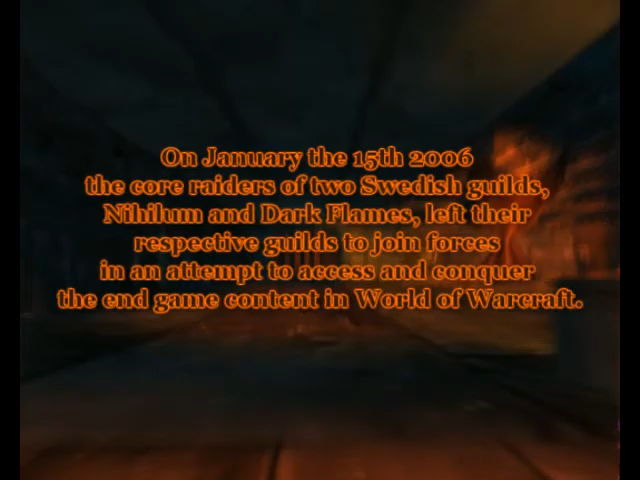 On January the 15th 2006
the core raiders of two Swedish guilds,
Nihilum and Dark Flames, left their
respective guilds to join forces
in an attempt to access and conquer
the end game content in World of Warcraft.